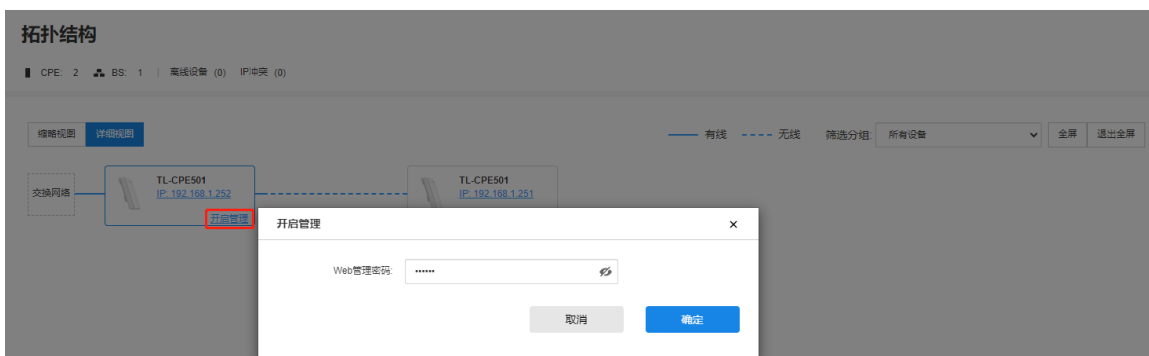 拓扑结构
CPE: 2 BS: 1 | 离线设备 (0) IP冲突 (0)
缩略视图 详细视图 有线 无线 筛选分组: 所有设备 全屏 退出全屏
交换网络
TL-CPE501
IP: 192.168.1.252
开启管理
TL-CPE501
IP: 192.168.1.251
开启管理
Web管理密码: ••••••
取消 确定